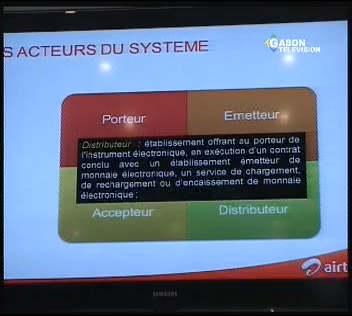 S ACTEURS DU SYSTEME
GABON
TELEVISION
Porteur
Emetteur
Distributeur : établissement offrant au porteur de
l'instrument électronique, en exécution d'un contrat
conclu avec un établissement émetteur de
monnaie électronique, un service de chargement,
de rechargement ou d'encaissement de monnaie
électronique ;
Accepteur
Distributeur
airt
SAMSUNG